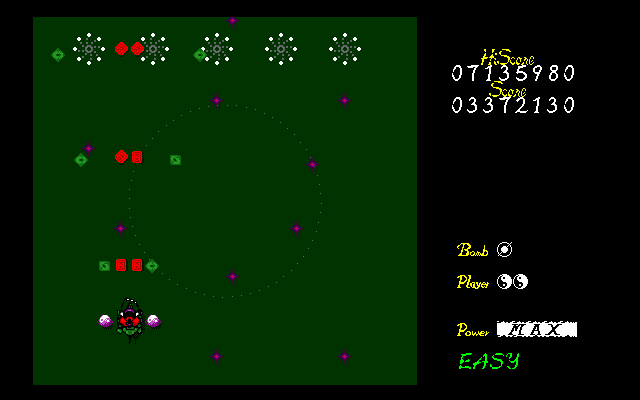 HiScore
07135980
Score
03372130
Bomb
Player
Power MAX
EASY